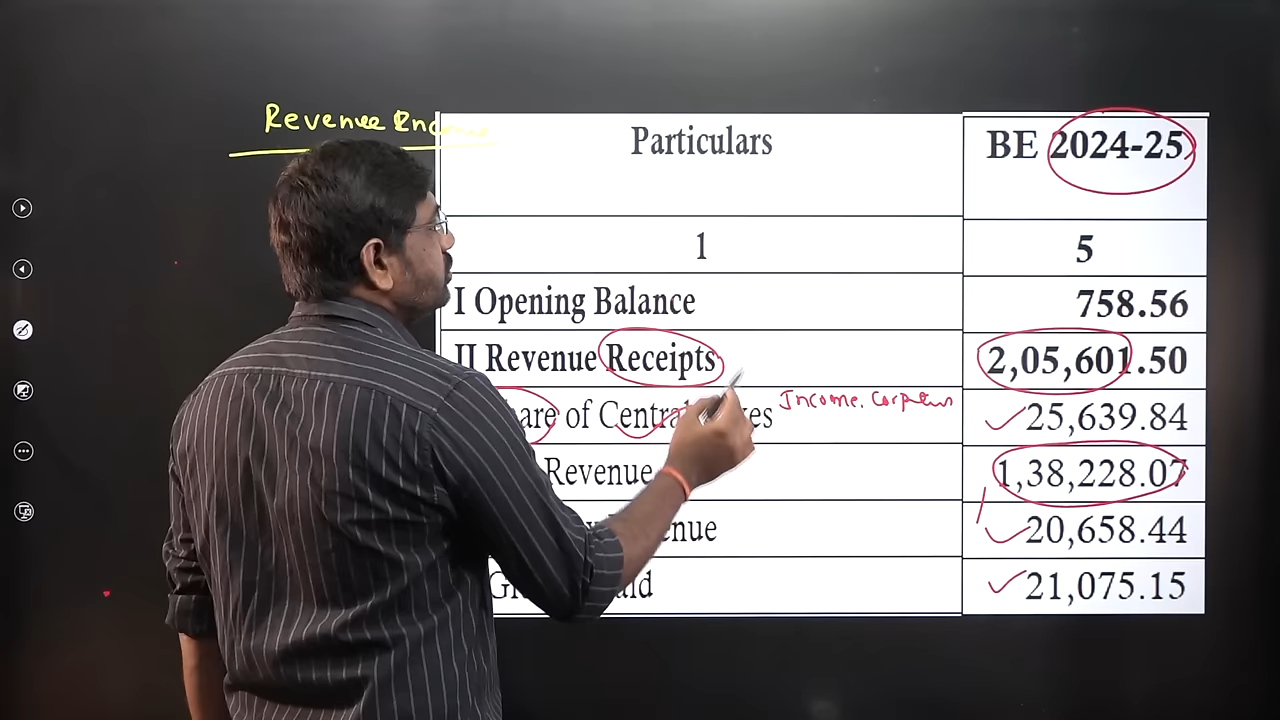 Revenue
Particulars
BE 2024-25
1
5
I Opening Balance
758.56
II Revenue Receipts
2,05,601.50
of Central
Income.
25,639.84
Revenue
1,38,228.07
20,658.44
21,075.15